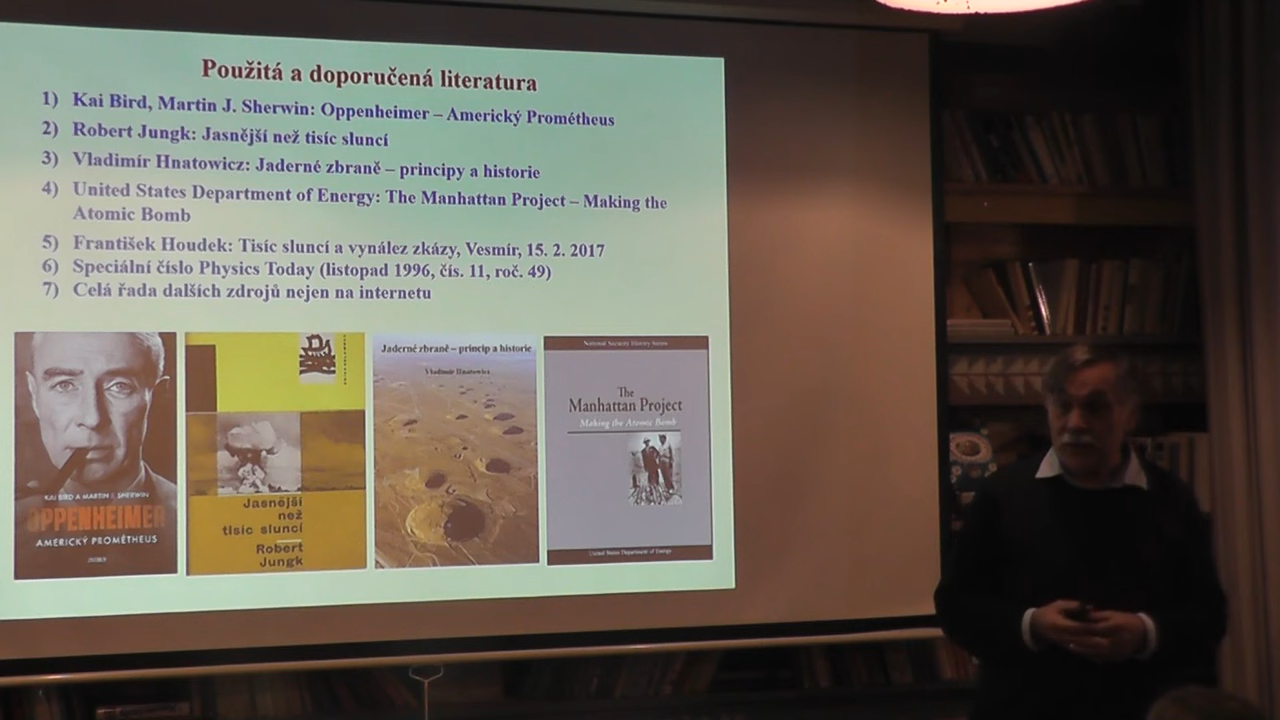 Použitá a doporučená literatura
1) Kai Bird, Martin J. Sherwin: Oppenheimer – Americký Prométheus
2) Robert Jungk: Jasnější než tisíc sluncí
3) Vladimír Hnatowicz: Jaderné zbraně – principy a historie
4) United States Department of Energy: The Manhattan Project – Making the
Atomic Bomb
5) František Houdek: Tisíc sluncí a vynález zkázy, Vesmír, 15. 2. 2017
6) Speciální číslo Physics Today (listopad 1996, čís. 11, roč. 49)
7) Celá řada dalších zdrojů nejen na internetu
KAI BIRD A MARTIN J. SHERWIN
OPPENHEIMER
AMERICKÝ PROMÉTHEUS
Jasnější
než
tisíc sluncí
Robert
Jungk
Jaderné zbraně – princip a historie
Vladimír Hnatowicz
National Security History Series
The
Manhattan Project
Making the Atomic Bomb
United States Department of Energy